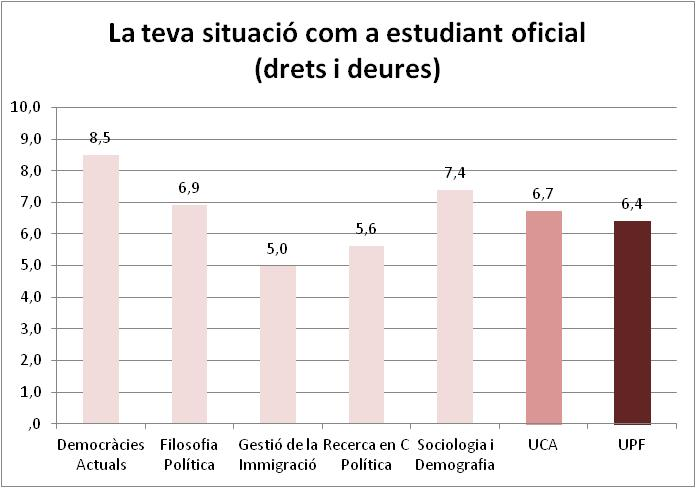 La teva situació com a estudiant oficial
(drets i deures)
10,0
9,0
8,0
7,0
6,0
5,0
4,0
3,0
2,0
1,0
,0
8,5
6,9
5,0
5,6
7,4
6,7
6,4
Democràcies
Actuals
Filosofia
Política
Gestió de la
Immigració
Recerca en C
Política
Sociologia i
Demografia
UCA
UPF